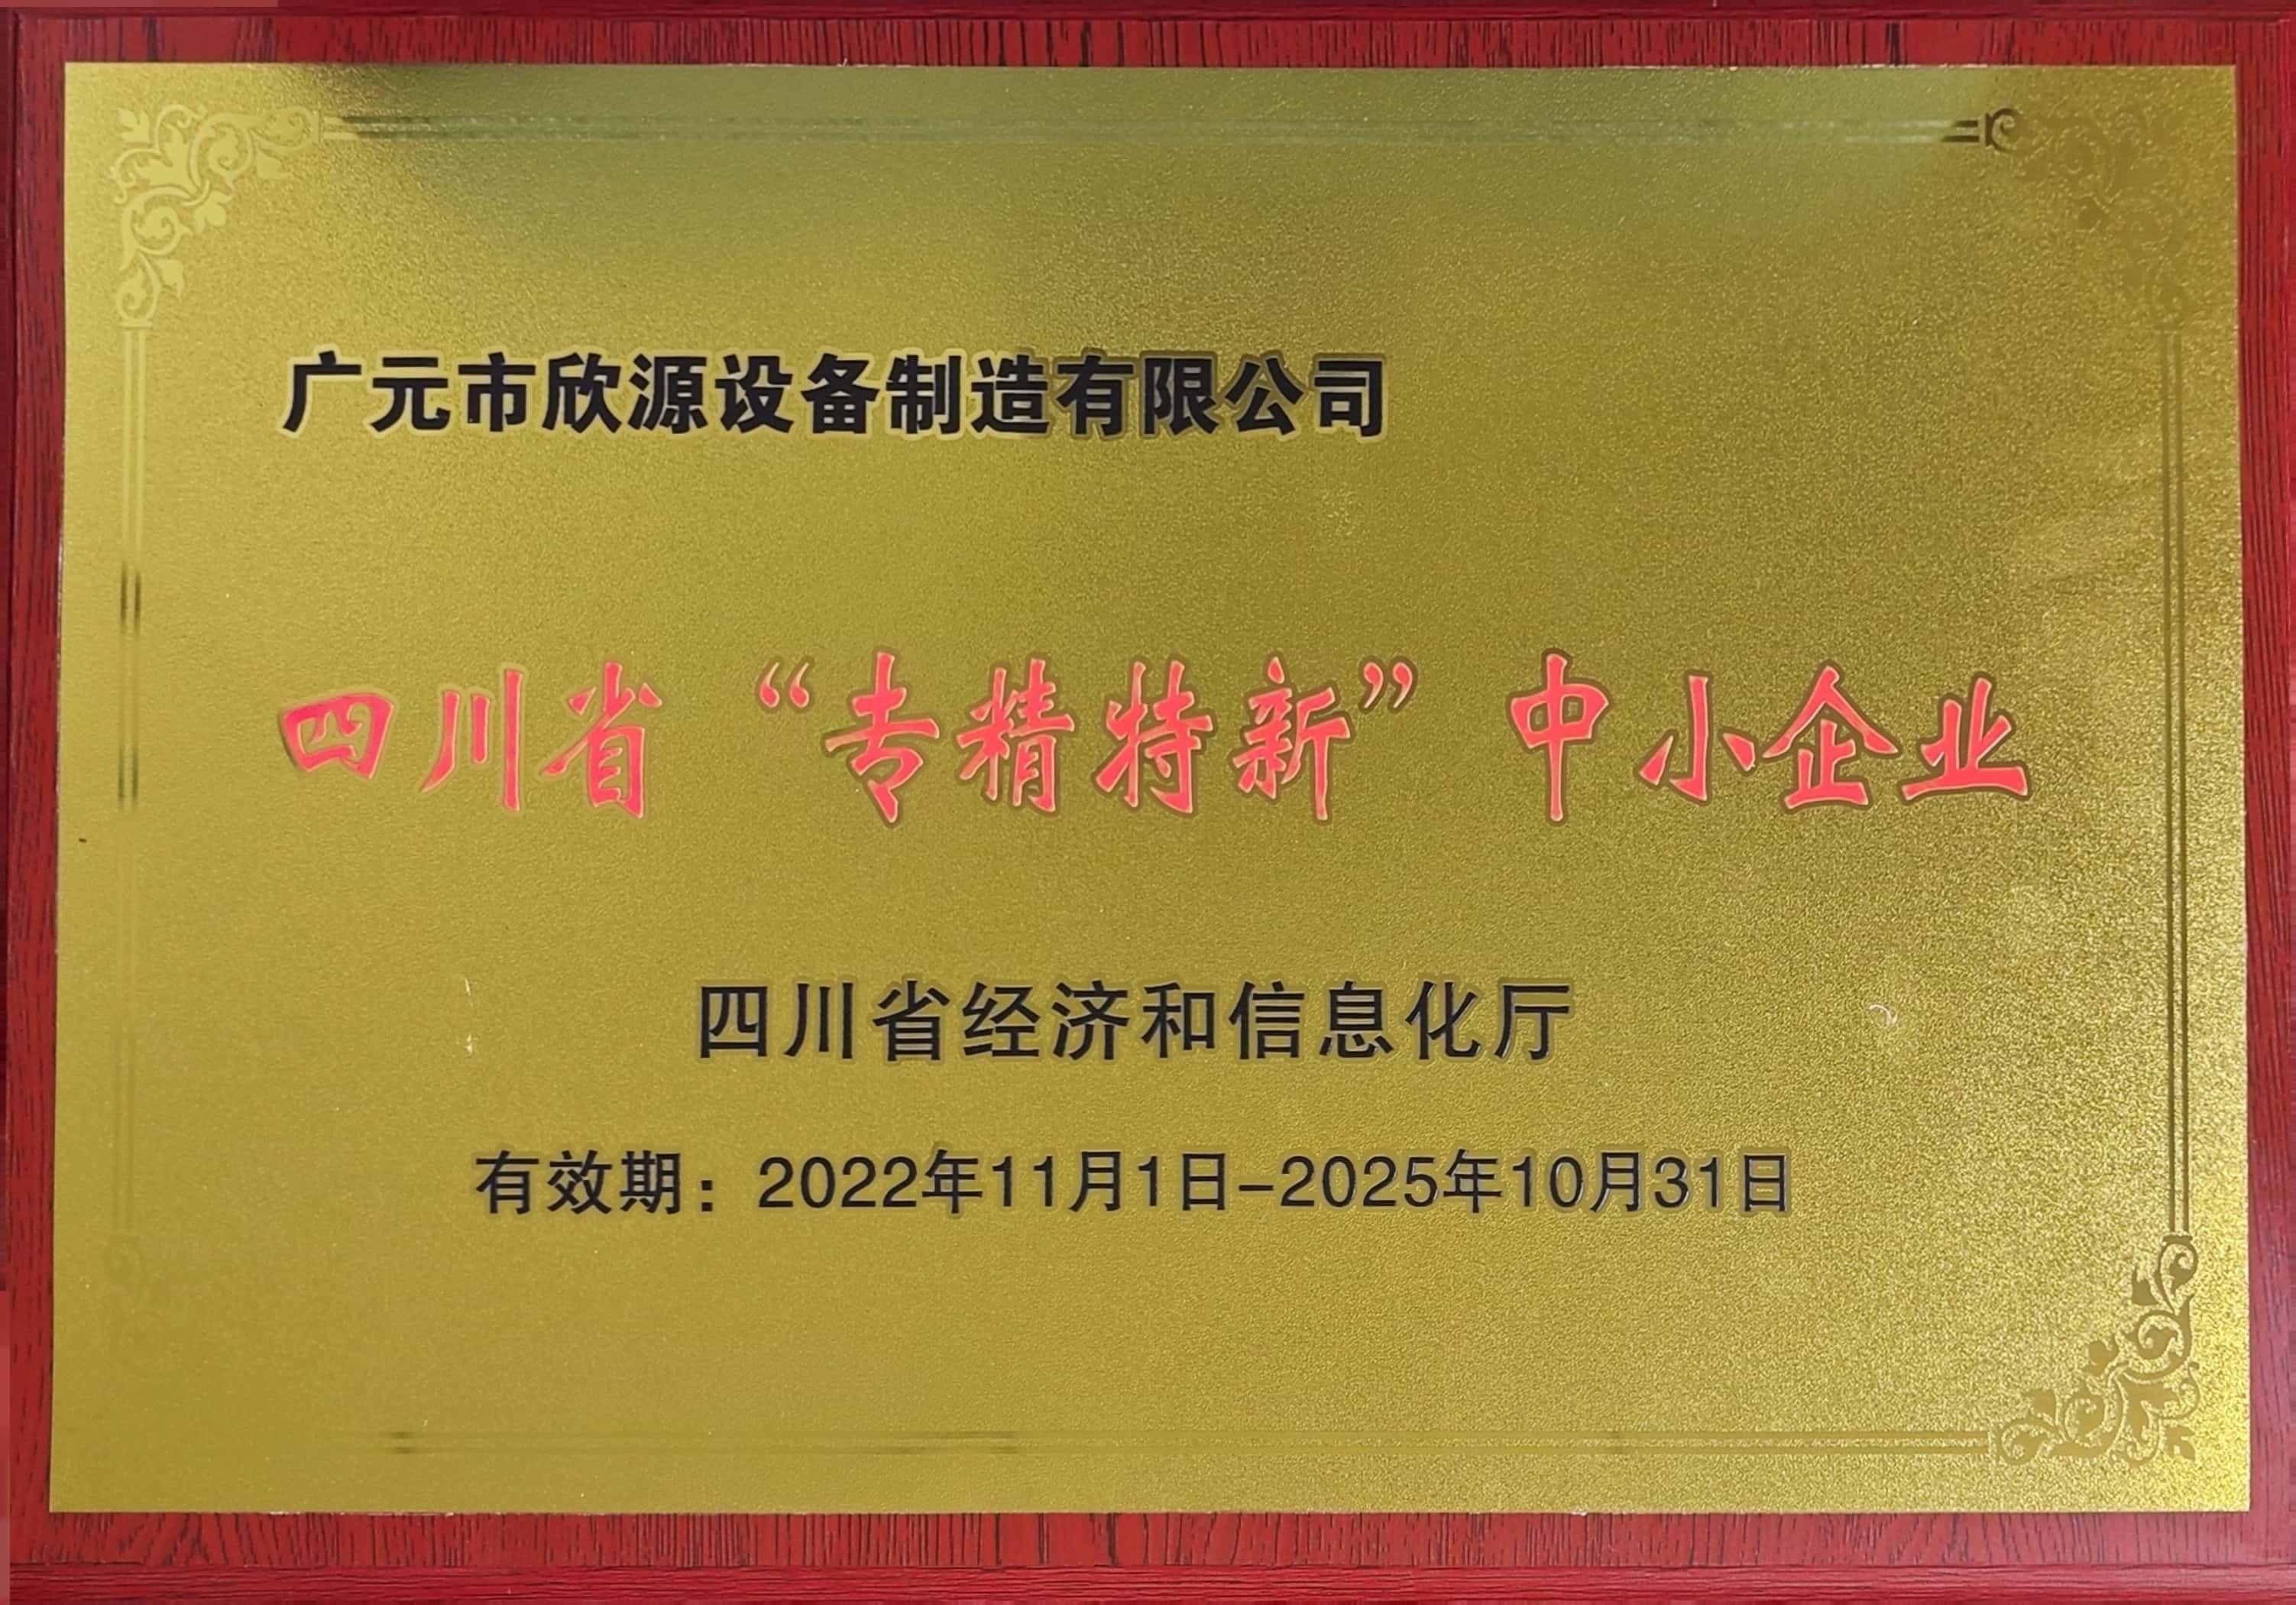 广元市欣源设备制造有限公司
四川省“专精特新”中小企业
四川省经济和信息化厅
有效期：2022年11月1日-2025年10月31日